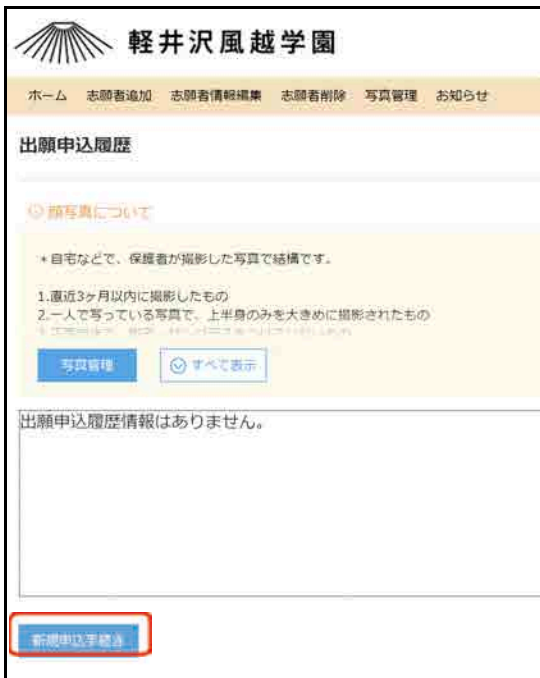 軽井沢風越学園
ホーム 志願者追加 志願者情報編集 志願者削除 写真管理 お知らせ
出願申込履歴
顔写真について
*自宅などで、保護者が撮影した写真で結構です。
1.直近3ヶ月以内に撮影したもの
2.一人で写っている写真で、上半身のみを大きめに撮影されたもの
写真管理 すべて表示
出願申込履歴情報はありません。
新規申込手続き